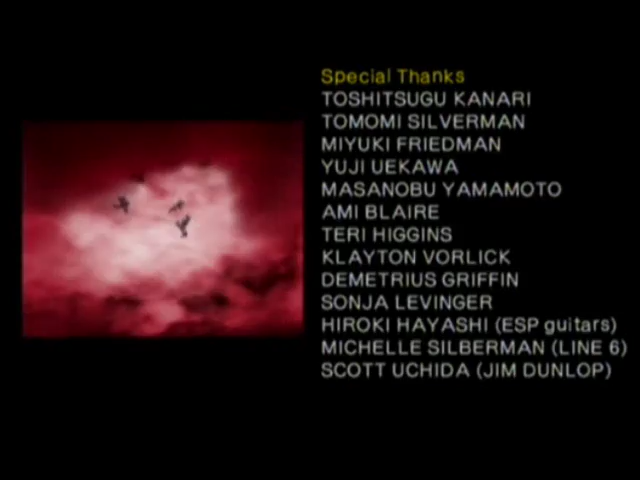 Special Thanks
TOSHITSUGU KANARI
TOMOMI SILVERMAN
MIYUKI FRIEDMAN
YUJI UEKAWA
MASANOBU YAMAMOTO
AMI BLAIRE
TERI HIGGINS
KLAYTON VORLICK
DEMETRIUS GRIFFIN
SONJA LEVINGER
HIROKI HAYASHI (ESP guitars)
MICHELLE SILBERMAN (LINE 6)
SCOTT UCHIDA (JIM DUNLOP)